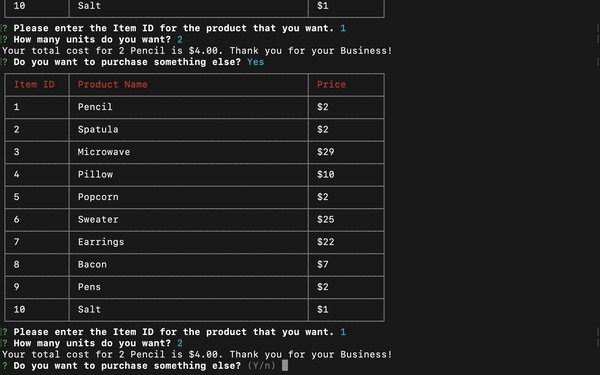 10 Salt $1
? Please enter the Item ID for the product that you want. 1
? How many units do you want? 2
Your total cost for 2 Pencil is $4.00. Thank you for your Business!
? Do you want to purchase something else? Yes
Item ID Product Name Price
1 Pencil $2
2 Spatula $2
3 Microwave $29
4 Pillow $10
5 Popcorn $2
6 Sweater $25
7 Earrings $22
8 Bacon $7
9 Pens $2
10 Salt $1
? Please enter the Item ID for the product that you want. 1
? How many units do you want? 2
Your total cost for 2 Pencil is $4.00. Thank you for your Business!
? Do you want to purchase something else? (Y/n)